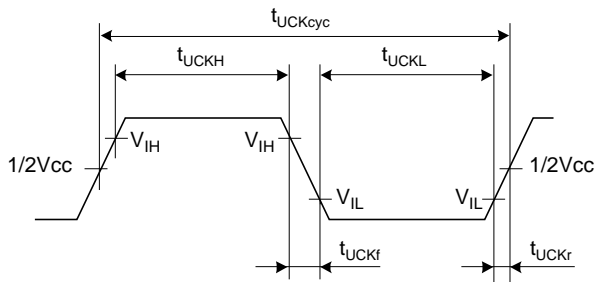 tUCKcyc
tUCKH
tUCKL
VIH
VIH
1/2Vcc
1/2Vcc
VIL
VIL
tUCKf
tUCKr